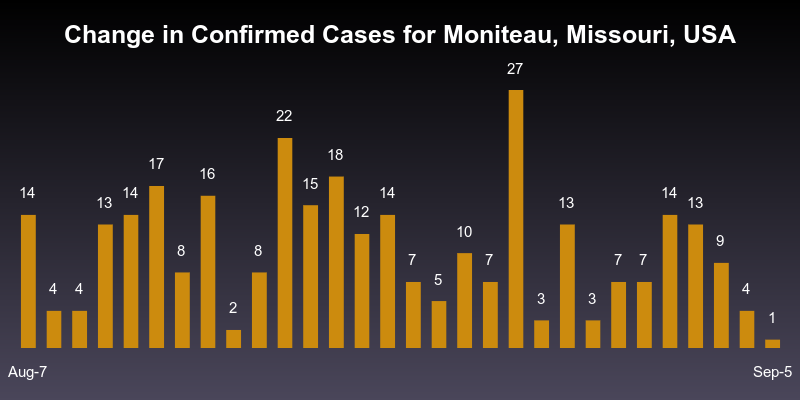 Change in Confirmed Cases for Moniteau, Missouri, USA
14 4 4 13 14 17 8 16 2 8 22 15 18 12 14 7 5 10 7 27 3 13 3 7 7 14 13 9 4 1
Aug-7 Sep-5